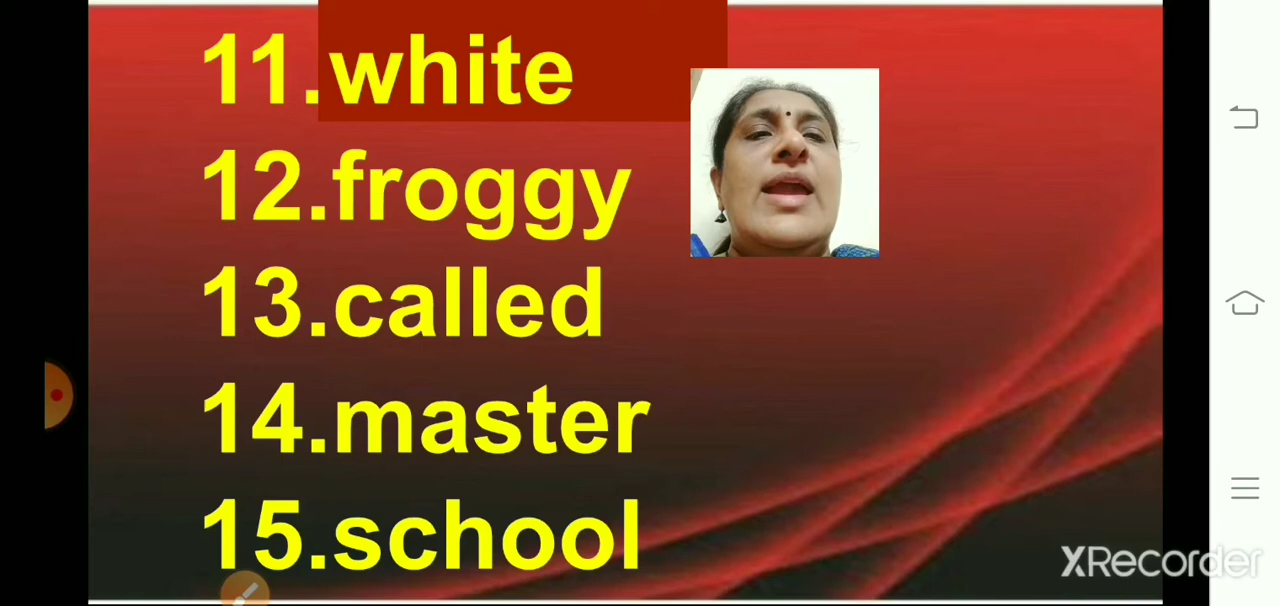 11.white
12.froggy
13.called
14.master
15.school
XRecorder